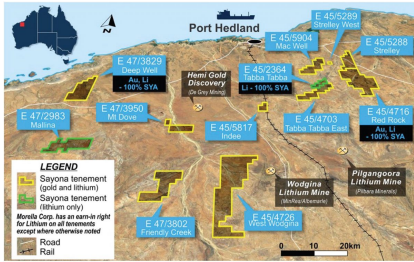 Port Hedland
E 45/5289
Strelley West
E 45/5904
Mac Well
E 45/5288
Strelley
E 47/3829
Deep Well
Au, Li
- 100% SYA
Hemi Gold
Discovery
(De Grey Mining)
E 45/2364
Tabba Tabba
Li - 100% SYA
E 47/3950
Mt Dove
E 45/4716
Red Rock
Au, Li
- 100% SYA
E 47/2983
Mallina
E 45/5817
Indee
E 45/4703
Tabba Tabba East
LEGEND
Sayona tenement
(gold and lithium)
Sayona tenement
(lithium only)
Morella Corp. has an earn-in right
for Lithium on all tenements
except where otherwise noted
Road
Rail
Wodgina
Lithium Mine
(MinRes/Albemarle)
Pilgangoora
Lithium Mine
(Pilbara Minerals)
E 47/3802
Friendly Creek
E 45/4726
West Wodgina
0 10 20km
N